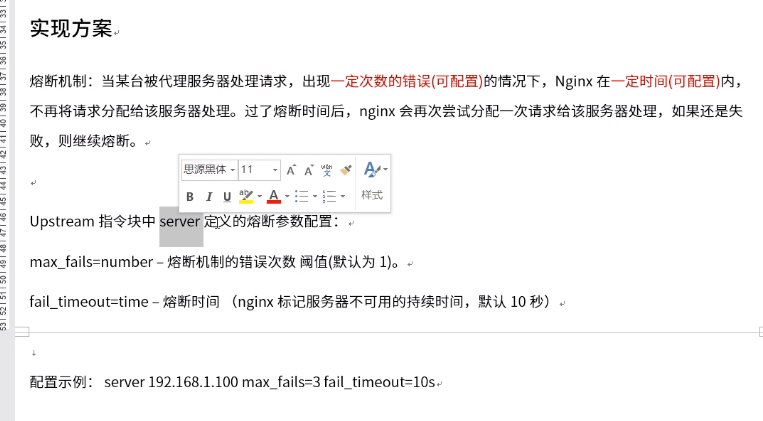 实现方案
熔断机制：当某台被代理服务器处理请求，出现一定次数的错误(可配置)的情况下，Nginx 在一定时间(可配置)内，
不再将请求分配给该服务器处理。过了熔断时间后，nginx 会再次尝试分配一次请求给该服务器处理，如果还是失
败，则继续熔断。
思源黑体 11
B I U ab A 样式
Upstream 指令块中 server 定义的熔断参数配置：
max_fails=number – 熔断机制的错误次数 阈值(默认为 1)。
fail_timeout=time – 熔断时间 （nginx 标记服务器不可用的持续时间，默认 10 秒）
配置示例： server 192.168.1.100 max_fails=3 fail_timeout=10s